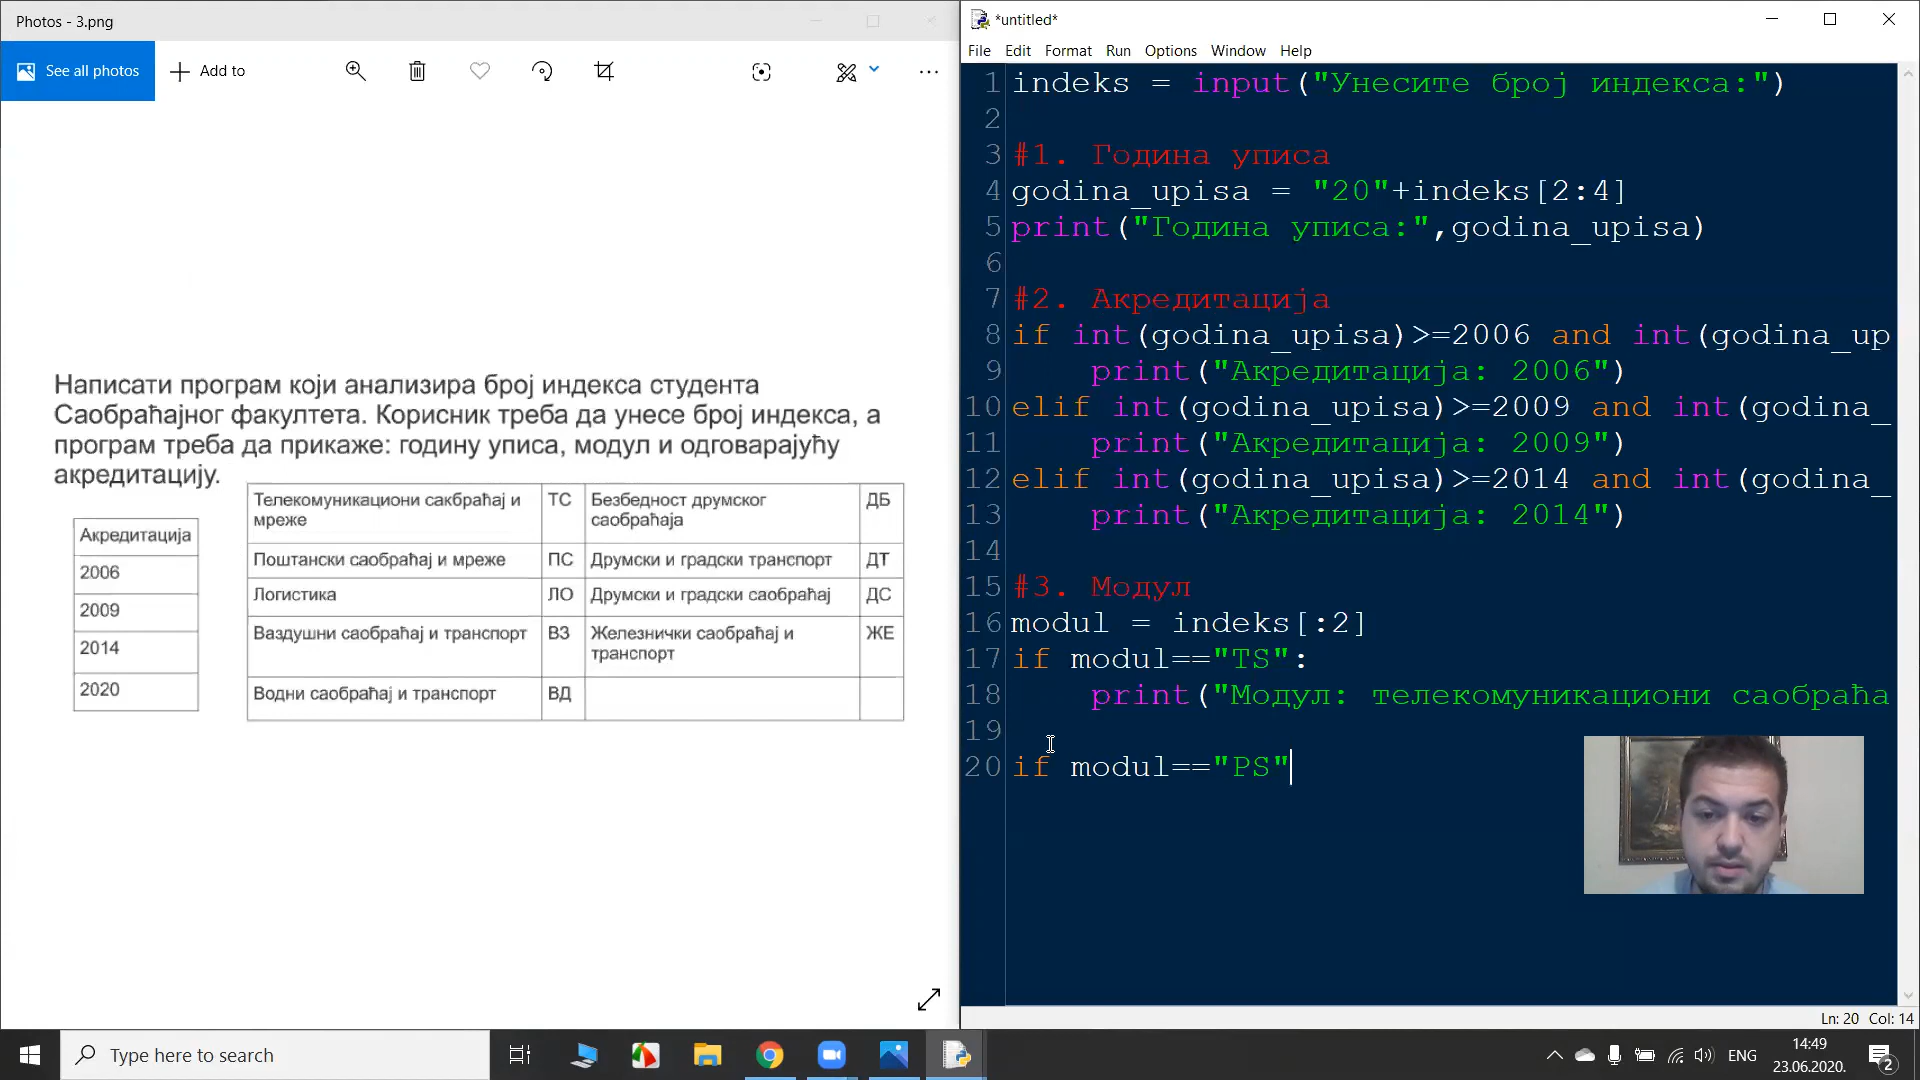 Photos - 3.png
See all photos
Add to
Написати програм који анализира број индекса студента
Саобраћајног факултета. Корисник треба да унесе број индекса, а
програм треба да прикаже: годину уписа, модул и одговарајућу
акредитацију.
Акредитација
2006
2009
2014
2020
Телекомуникациони сакбраћај и
мреже
ТС
Безбедност друмског
саобраћаја
ДБ
Поштански саобраћај и мреже
ПС
Друмски и градски транспорт
ДТ
Логистика
ЛО
Друмски и градски саобраћај
ДС
Ваздушни саобраћај и транспорт
ВЗ
Железнички саобраћај и
транспорт
ЖЕ
Водни саобраћај и транспорт
ВД
*untitled*
File Edit Format Run Options Window Help
1 indeks = input("Унесите број индекса:")
2
3 #1. Година уписа
4 godina_upisa = "20"+indeks[2:4]
5 print("Година уписа:",godina_upisa)
6
7 #2. Акредитација
8 if int(godina_upisa)>=2006 and int(godina_up
9 print("Акредитација: 2006")
10 elif int(godina_upisa)>=2009 and int(godina_
11 print("Акредитација: 2009")
12 elif int(godina_upisa)>=2014 and int(godina_
13 print("Акредитација: 2014")
14
15 #3. Модул
16 modul = indeks[:2]
17 if modul=="TS":
18 print("Модул: телекомуникациони саобраћа
19
20 if modul=="PS"
Ln: 20 Col: 14
Type here to search
ENG
14:49
23.06.2020.
2